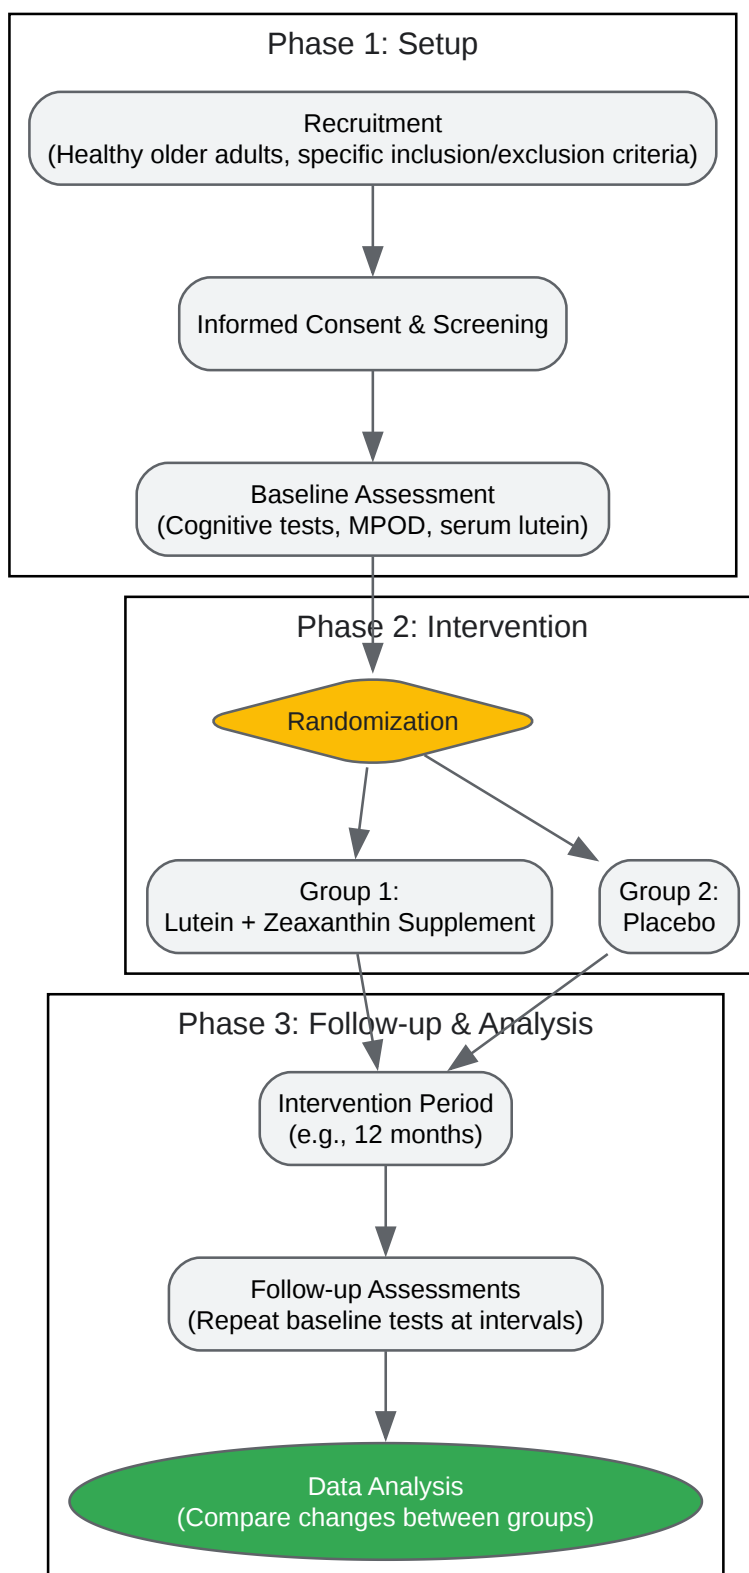 Phase 1: Setup
Recruitment
(Healthy older adults, specific inclusion/exclusion criteria)
Informed Consent & Screening
Baseline Assessment
(Cognitive tests, MPOD, serum lutein)
Phase 2: Intervention
Randomization
Group 1:
Lutein + Zeaxanthin Supplement
Group 2:
Placebo
Phase 3: Follow-up & Analysis
Intervention Period
(e.g., 12 months)
Follow-up Assessments
(Repeat baseline tests at intervals)
Data Analysis
(Compare changes between groups)